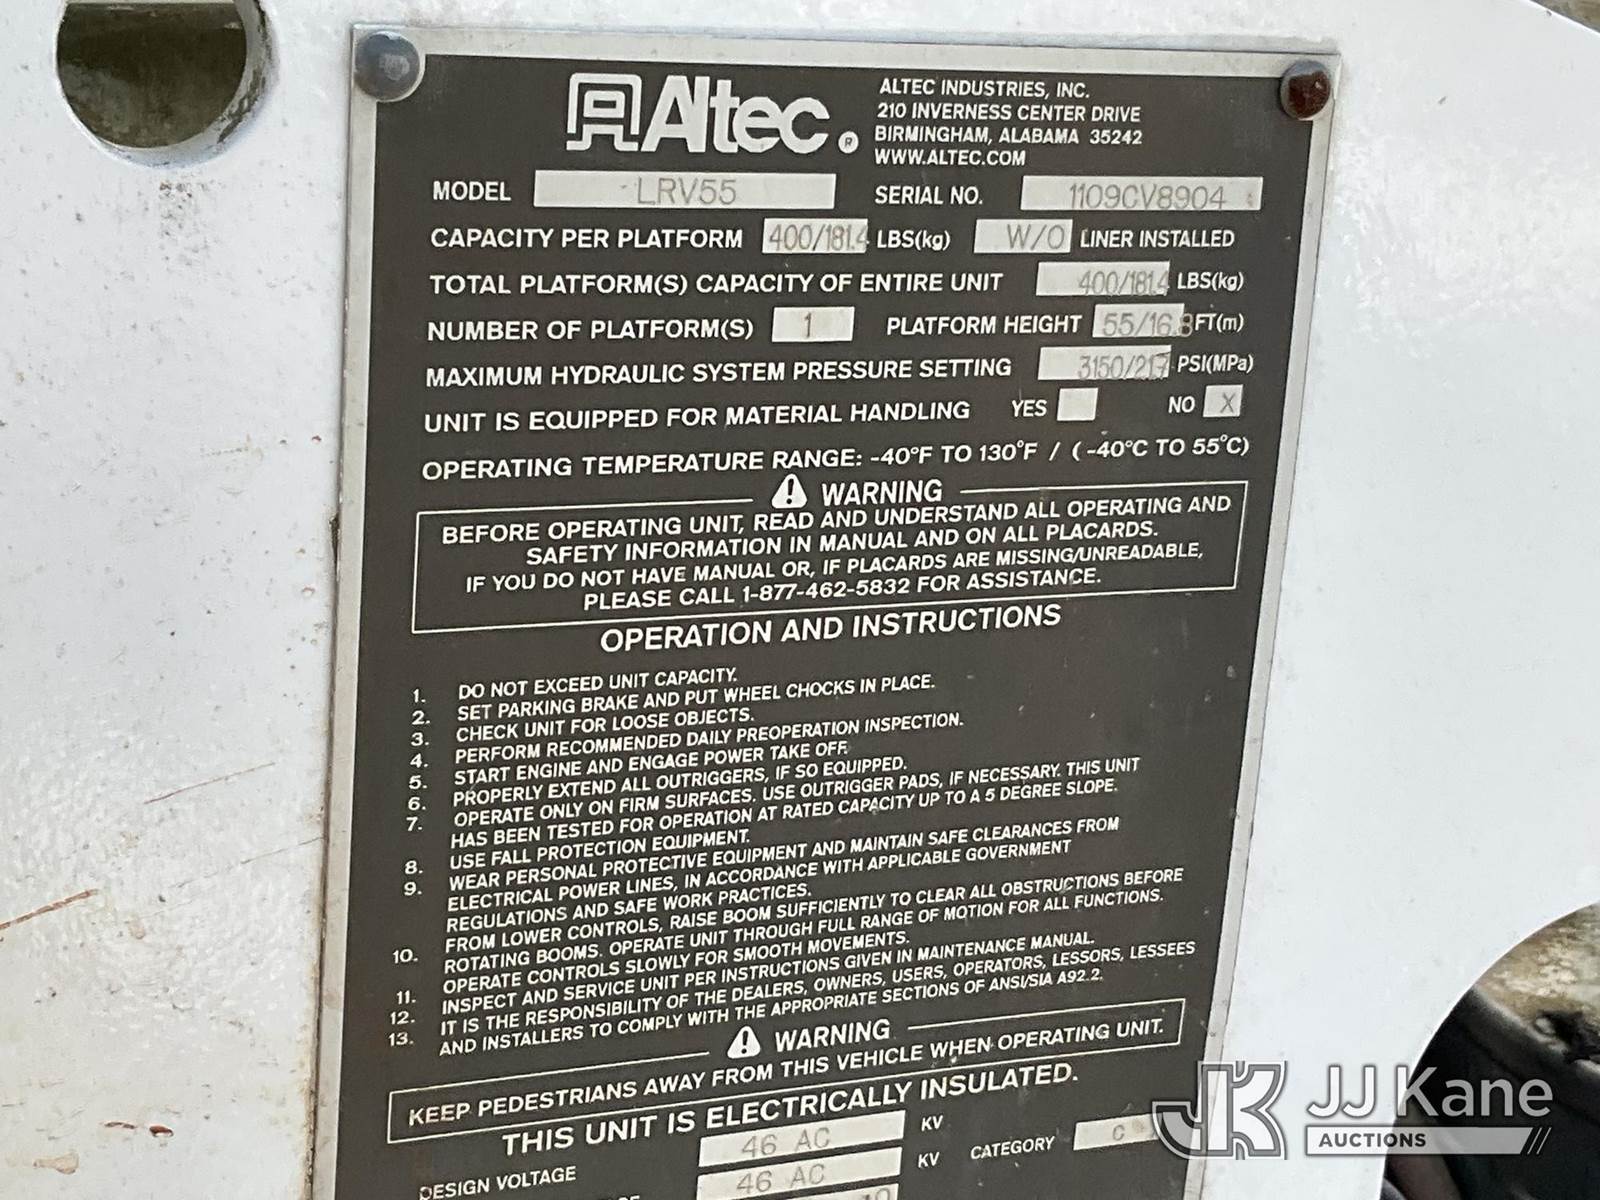 Altec®
ALTEC INDUSTRIES, INC.
210 INVERNESS CENTER DRIVE
BIRMINGHAM, ALABAMA 35242
WWW.ALTEC.COM
MODEL LRV55 SERIAL NO. 1109CV8904
CAPACITY PER PLATFORM 400/181.4 LBS(kg) W/O LINER INSTALLED
TOTAL PLATFORM(S) CAPACITY OF ENTIRE UNIT 400/181.4 LBS(kg)
NUMBER OF PLATFORM(S) 1 PLATFORM HEIGHT 55/16.8 FT(m)
MAXIMUM HYDRAULIC SYSTEM PRESSURE SETTING 3150/21.7 PSI(MPa)
UNIT IS EQUIPPED FOR MATERIAL HANDLING YES NO X
OPERATING TEMPERATURE RANGE: -40°F TO 130°F / ( -40°C TO 55°C)
WARNING
BEFORE OPERATING UNIT, READ AND UNDERSTAND ALL OPERATING AND
SAFETY INFORMATION IN MANUAL AND ON ALL PLACARDS.
IF YOU DO NOT HAVE MANUAL OR, IF PLACARDS ARE MISSING/UNREADABLE,
PLEASE CALL 1-877-462-5832 FOR ASSISTANCE.
OPERATION AND INSTRUCTIONS
1. DO NOT EXCEED UNIT CAPACITY.
2. SET PARKING BRAKE AND PUT WHEEL CHOCKS IN PLACE.
3. CHECK UNIT FOR LOOSE OBJECTS.
4. PERFORM RECOMMENDED DAILY PREOPERATION INSPECTION.
5. START ENGINE AND ENGAGE POWER TAKE OFF.
6. PROPERLY EXTEND ALL OUTRIGGERS, IF SO EQUIPPED.
7. OPERATE ONLY ON FIRM SURFACES. USE OUTRIGGER PADS, IF NECESSARY. THIS UNIT
HAS BEEN TESTED FOR OPERATION AT RATED CAPACITY UP TO A 5 DEGREE SLOPE.
8. USE FALL PROTECTION EQUIPMENT.
9. WEAR PERSONAL PROTECTIVE EQUIPMENT AND MAINTAIN SAFE CLEARANCES FROM
ELECTRICAL POWER LINES, IN ACCORDANCE WITH APPLICABLE GOVERNMENT
REGULATIONS AND SAFE WORK PRACTICES.
10. FROM LOWER CONTROLS, RAISE BOOM SUFFICIENTLY TO CLEAR ALL OBSTRUCTIONS BEFORE
ROTATING BOOMS. OPERATE UNIT THROUGH FULL RANGE OF MOTION FOR ALL FUNCTIONS.
11. OPERATE CONTROLS SLOWLY FOR SMOOTH MOVEMENTS.
12. INSPECT AND SERVICE UNIT PER INSTRUCTIONS GIVEN IN MAINTENANCE MANUAL.
13. IT IS THE RESPONSIBILITY OF THE DEALERS, OWNERS, USERS, OPERATORS, LESSORS, LESSEES
AND INSTALLERS TO COMPLY WITH THE APPROPRIATE SECTIONS OF ANSI/SIA A92.2.
WARNING
KEEP PEDESTRIANS AWAY FROM THIS VEHICLE WHEN OPERATING UNIT.
THIS UNIT IS ELECTRICALLY INSULATED.
46 AC KV CATEGORY C
DESIGN VOLTAGE 46 AC KV
JK JJ Kane
AUCTIONS